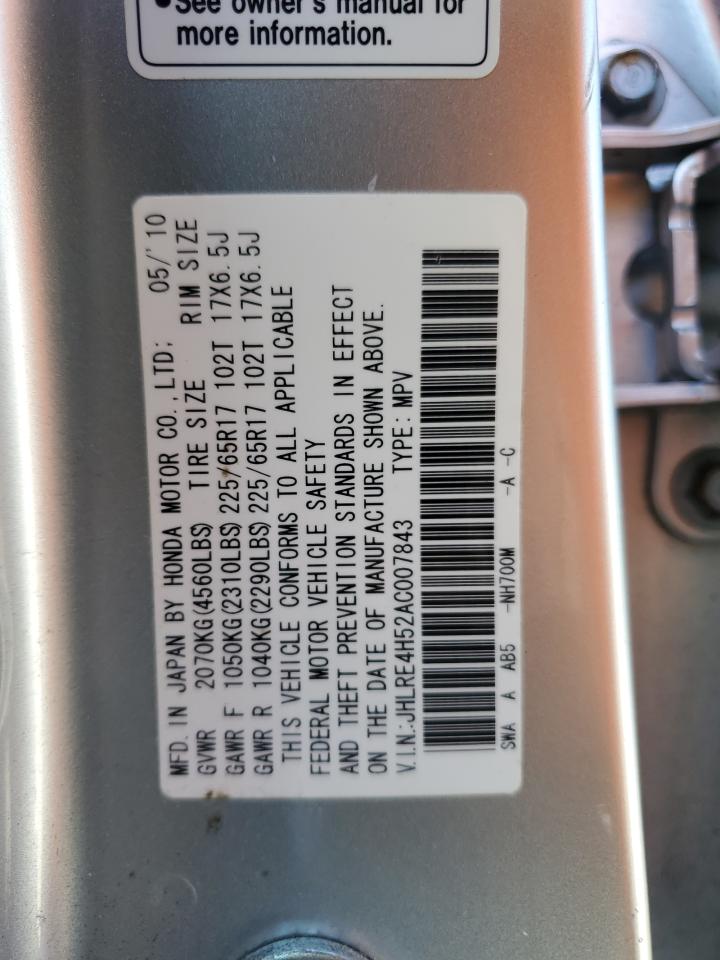 See owner's manual for
more information.
MFD. IN JAPAN BY HONDA MOTOR CO., LTD; 05/'10
GVWR 2070KG(4560LBS) TIRE SIZE RIM SIZE
GAWR F 1050KG(2310LBS) 225/65R17 102T 17X6.5J
GAWR R 1040KG(2290LBS) 225/65R17 102T 17X6.5J
THIS VEHICLE CONFORMS TO ALL APPLICABLE
FEDERAL MOTOR VEHICLE SAFETY
AND THEFT PREVENTION STANDARDS IN EFFECT
ON THE DATE OF MANUFACTURE SHOWN ABOVE.
V.I.N.:JHLRE4H52AC007843 TYPE:MPV
SWA A AB5 -NH700M -A -C